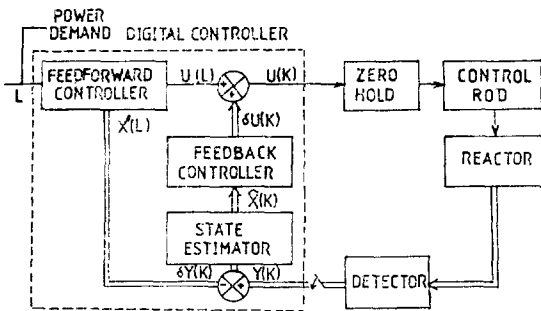 POWER
DEMAND
DIGITAL CONTROLLER
L
FEEDFORWARD
CONTROLLER
U(L)
U(K)
ZERO
HOLD
CONTROL
ROD
(L)
δU(K)
FEEDBACK
CONTROLLER
REACTOR
X̂(K)
STATE
ESTIMATOR
δY(K)
Y(K)
DETECTOR